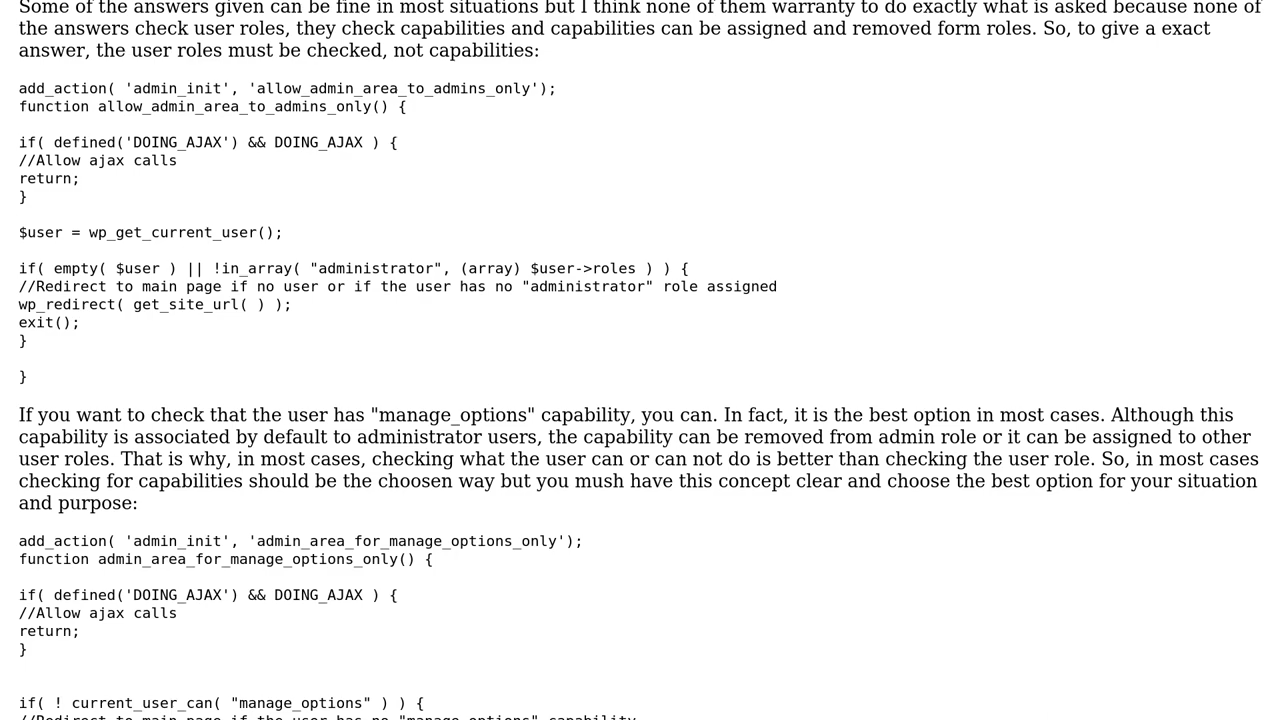 Some of the answers given can be fine in most situations but I think none of them warranty to do exactly what is asked because none of
the answers check user roles, they check capabilities and capabilities can be assigned and removed form roles. So, to give a exact
answer, the user roles must be checked, not capabilities:
add_action( 'admin_init', 'allow_admin_area_to_admins_only');
function allow_admin_area_to_admins_only() {
if( defined('DOING_AJAX') && DOING_AJAX ) {
//Allow ajax calls
return;
}
$user = wp_get_current_user();
if( empty( $user ) || !in_array( "administrator", (array) $user->roles ) ) {
//Redirect to main page if no user or if the user has no "administrator" role assigned
wp_redirect( get_site_url( ) );
exit();
}
}
If you want to check that the user has "manage_options" capability, you can. In fact, it is the best option in most cases. Although this
capability is associated by default to administrator users, the capability can be removed from admin role or it can be assigned to other
user roles. That is why, in most cases, checking what the user can or can not do is better than checking the user role. So, in most cases
checking for capabilities should be the choosen way but you mush have this concept clear and choose the best option for your situation
and purpose:
add_action( 'admin_init', 'admin_area_for_manage_options_only');
function admin_area_for_manage_options_only() {
if( defined('DOING_AJAX') && DOING_AJAX ) {
//Allow ajax calls
return;
}
if( ! current_user_can( "manage_options" ) ) {
//Redirect to main page if the user has no "manage_options" capability